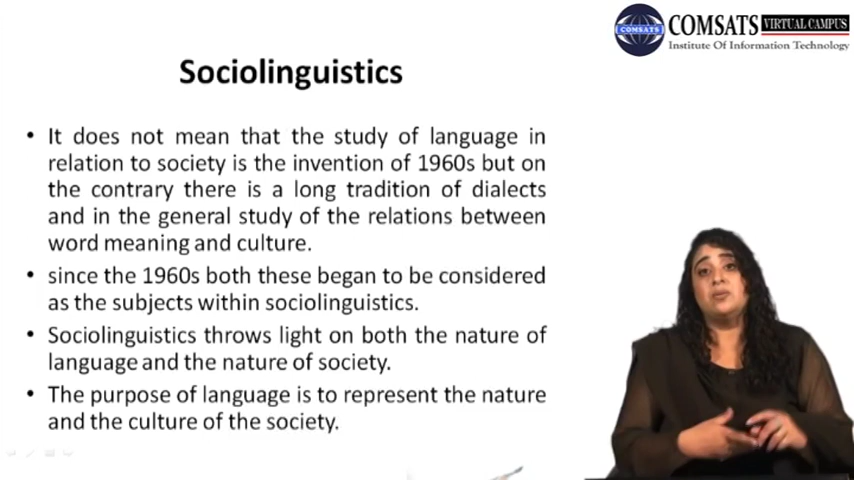 COMSATS
COMSATS VIRTUAL CAMPUS
Institute Of Information Technology
Sociolinguistics
• It does not mean that the study of language in
relation to society is the invention of 1960s but on
the contrary there is a long tradition of dialects
and in the general study of the relations between
word meaning and culture.
• since the 1960s both these began to be considered
as the subjects within sociolinguistics.
• Sociolinguistics throws light on both the nature of
language and the nature of society.
• The purpose of language is to represent the nature
and the culture of the society.